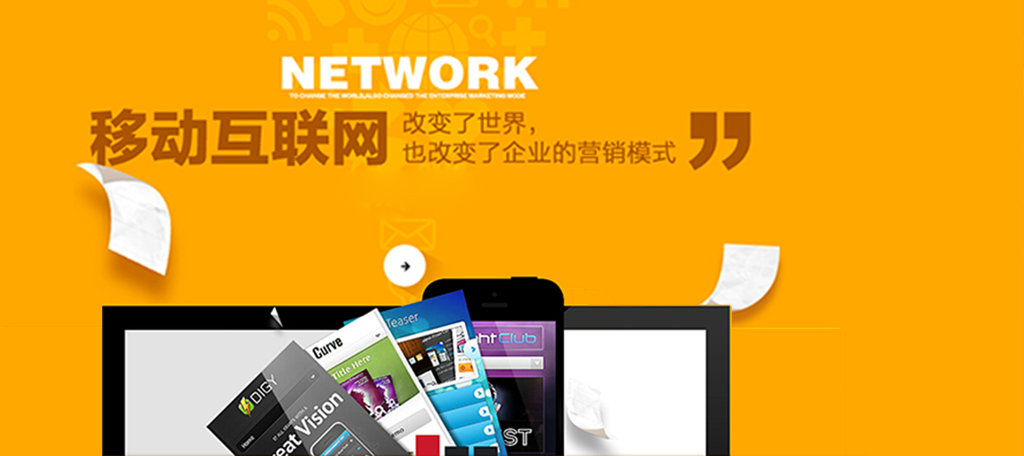 NETWORK
TO CHANGE THE WORLD,ALSO CHANGED THE ENTERPRISE MARKETING MODE
移动互联网
改变了世界，
也改变了企业的营销模式 ”
Teaser
Curve
Title Here
DIGY
Home
Vision
Club